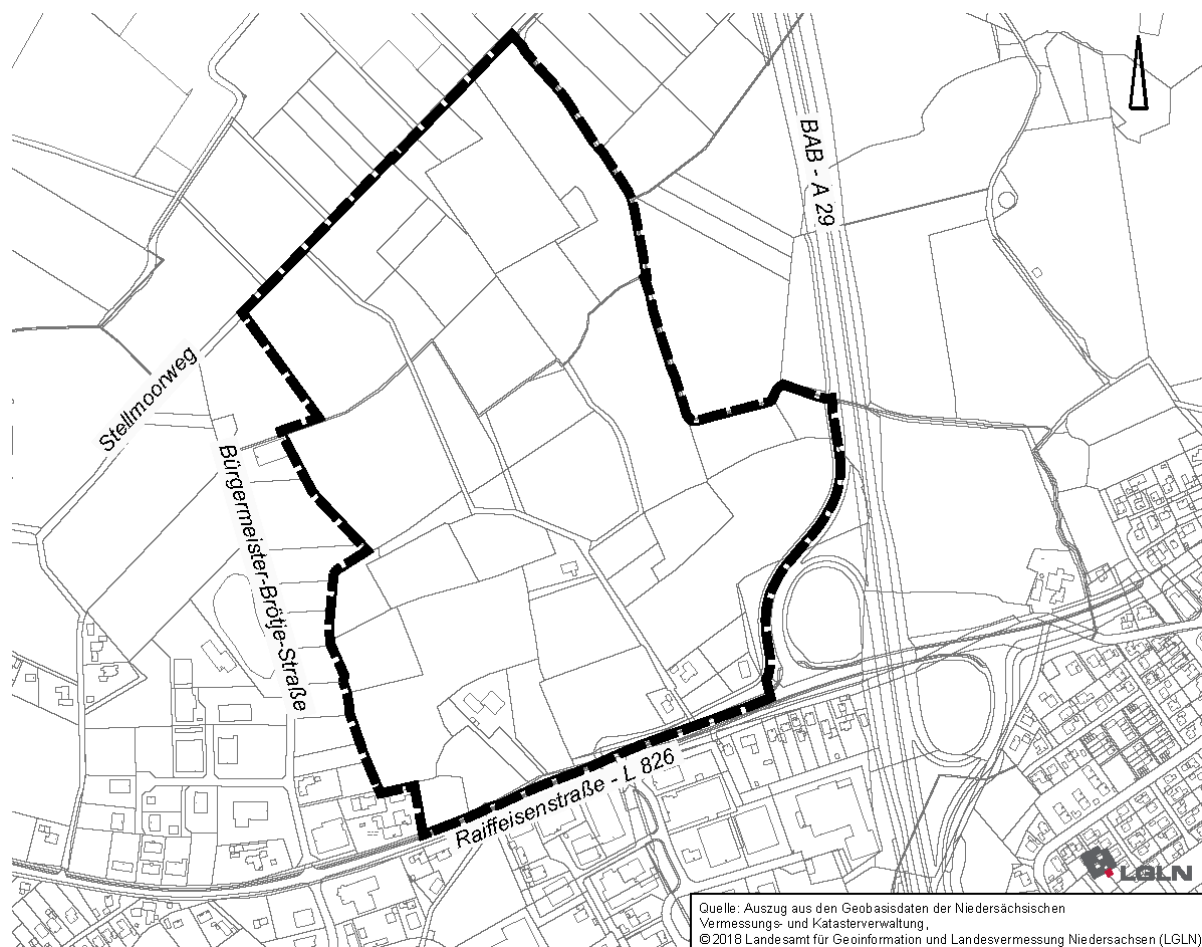 BAB - A 29
Stellmoorweg
Bürgermeister-Brötje-Straße
Raiffeisenstraße - L 826
LGLN
Quelle: Auszug aus den Geobasisdaten der Niedersächsischen
Vermessungs- und Katasterverwaltung,
©2018 Landesamt für Geoinformation und Landesvermessung Niedersachsen (LGLN)